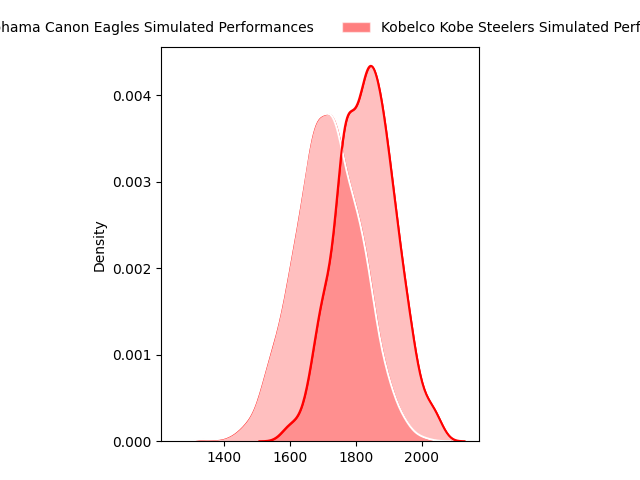 hama Canon Eagles Simulated Performances
Kobelco Kobe Steelers Simulated Perf
0.004
0.003
0.002
0.001
0.000
Density
1400 1600 1800 2000